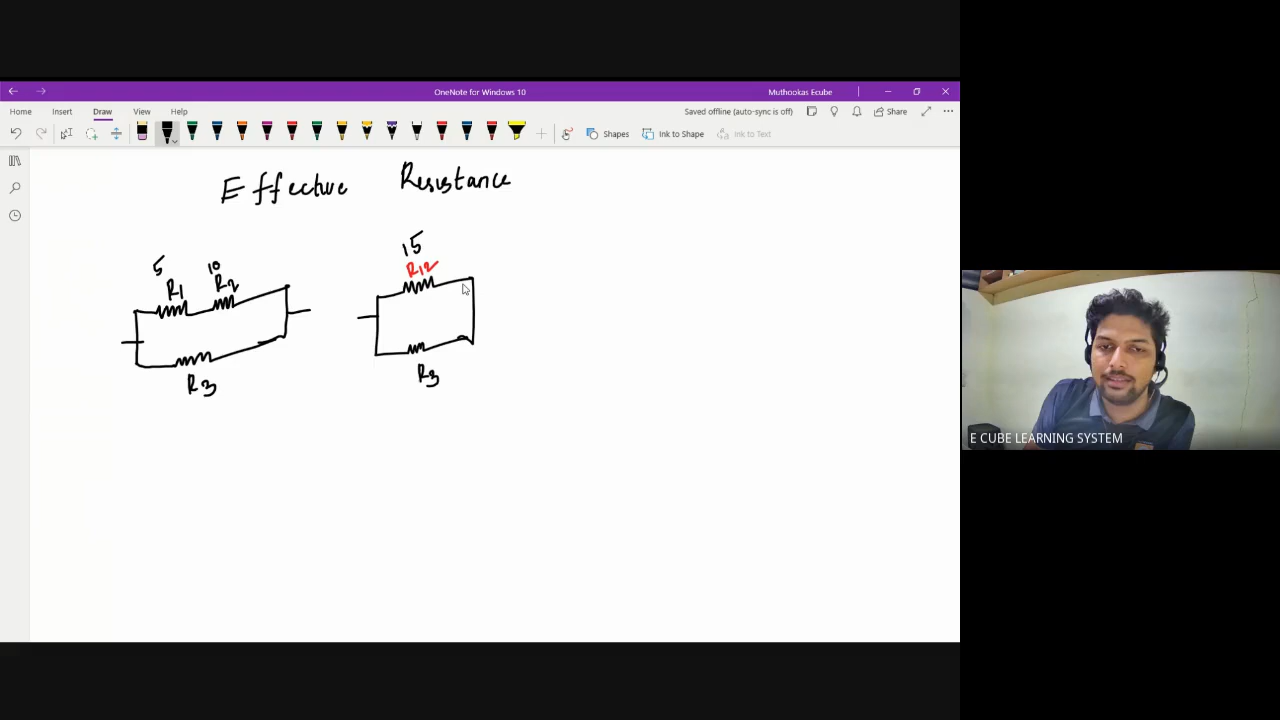 OneNote for Windows 10
Muthookas Ecube
Home Insert Draw View Help
Saved offline (auto-sync is off)
Share
Shapes
Ink to Shape
Ink to Text
Effective Resistance
5 10
R1 R2
R3
15
R12
R3
E CUBE LEARNING SYSTEM